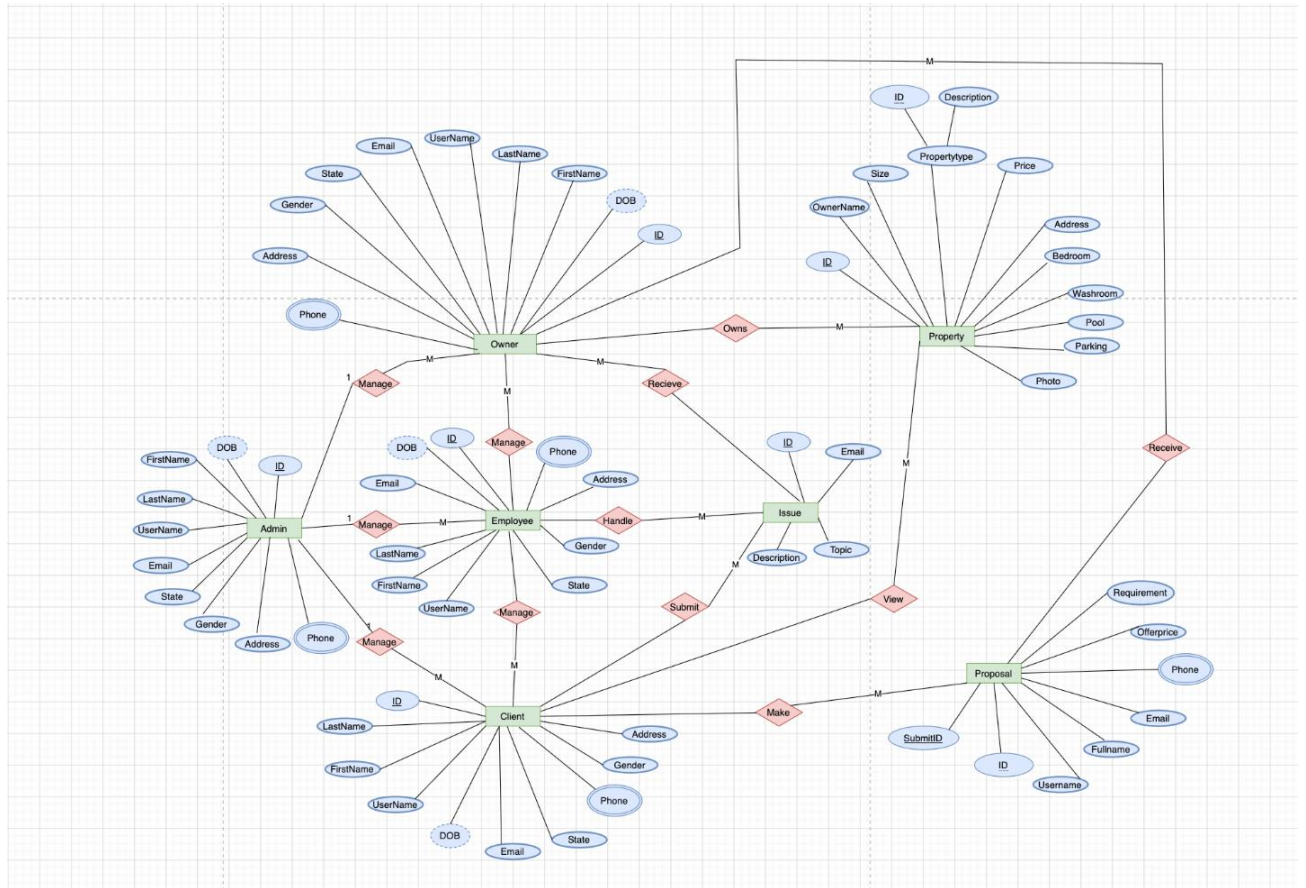 M
ID
Description
UserName
Email
LastName
Propertytype
Price
State
FirstName
Size
DOB
Gender
OwnerName
ID
Address
Address
Bedroom
ID
Washroom
Phone
Pool
Owns
M
Property
Owner
Parking
M
M
Recieve
1
Manage
Photo
M
DOB
ID
DOB
ID
Manage
Phone
ID
Email
Receive
FirstName
M
Email
Address
LastName
Admin
1
Manage
M
Employee
Handle
M
Issue
UserName
LastName
Gender
Description
Topic
Email
M
FirstName
State
State
UserName
Manage
Submit
View
Requirement
Gender
Address
Phone
1
Manage
Offerprice
M
M
Proposal
Phone
ID
M
LastName
Client
Make
Email
Address
SubmitID
Fullname
FirstName
Gender
ID
UserName
Phone
Username
DOB
State
Email